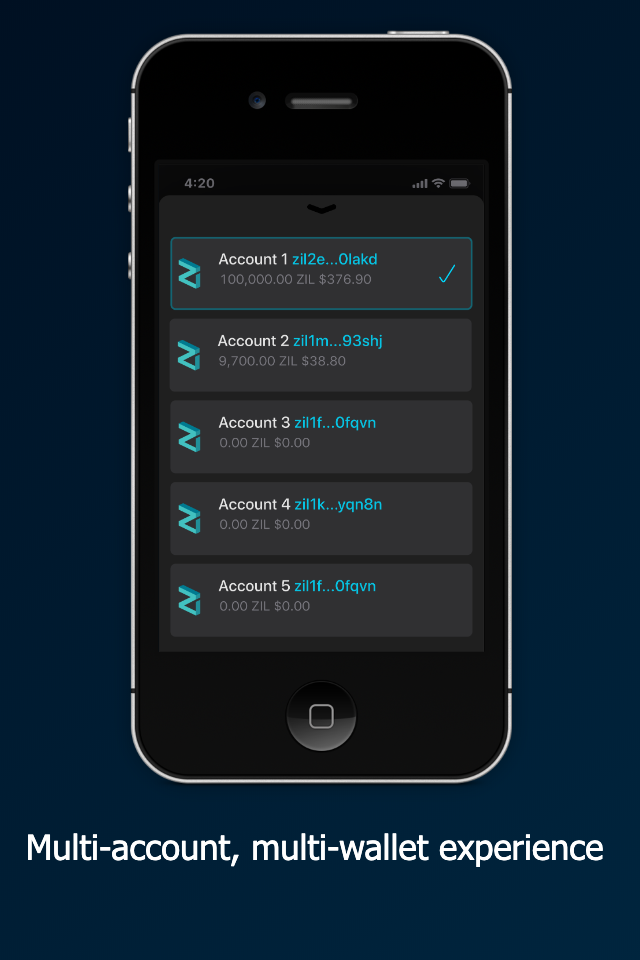 4:20
Account 1 zil2e...0lakd
100,000.00 ZIL $376.90
Account 2 zil1m...93shj
9,700.00 ZIL $38.80
Account 3 zil1f...0fqvn
0.00 ZIL $0.00
Account 4 zil1k...yqn8n
0.00 ZIL $0.00
Account 5 zil1f...0fqvn
0.00 ZIL $0.00
Multi-account, multi-wallet experience